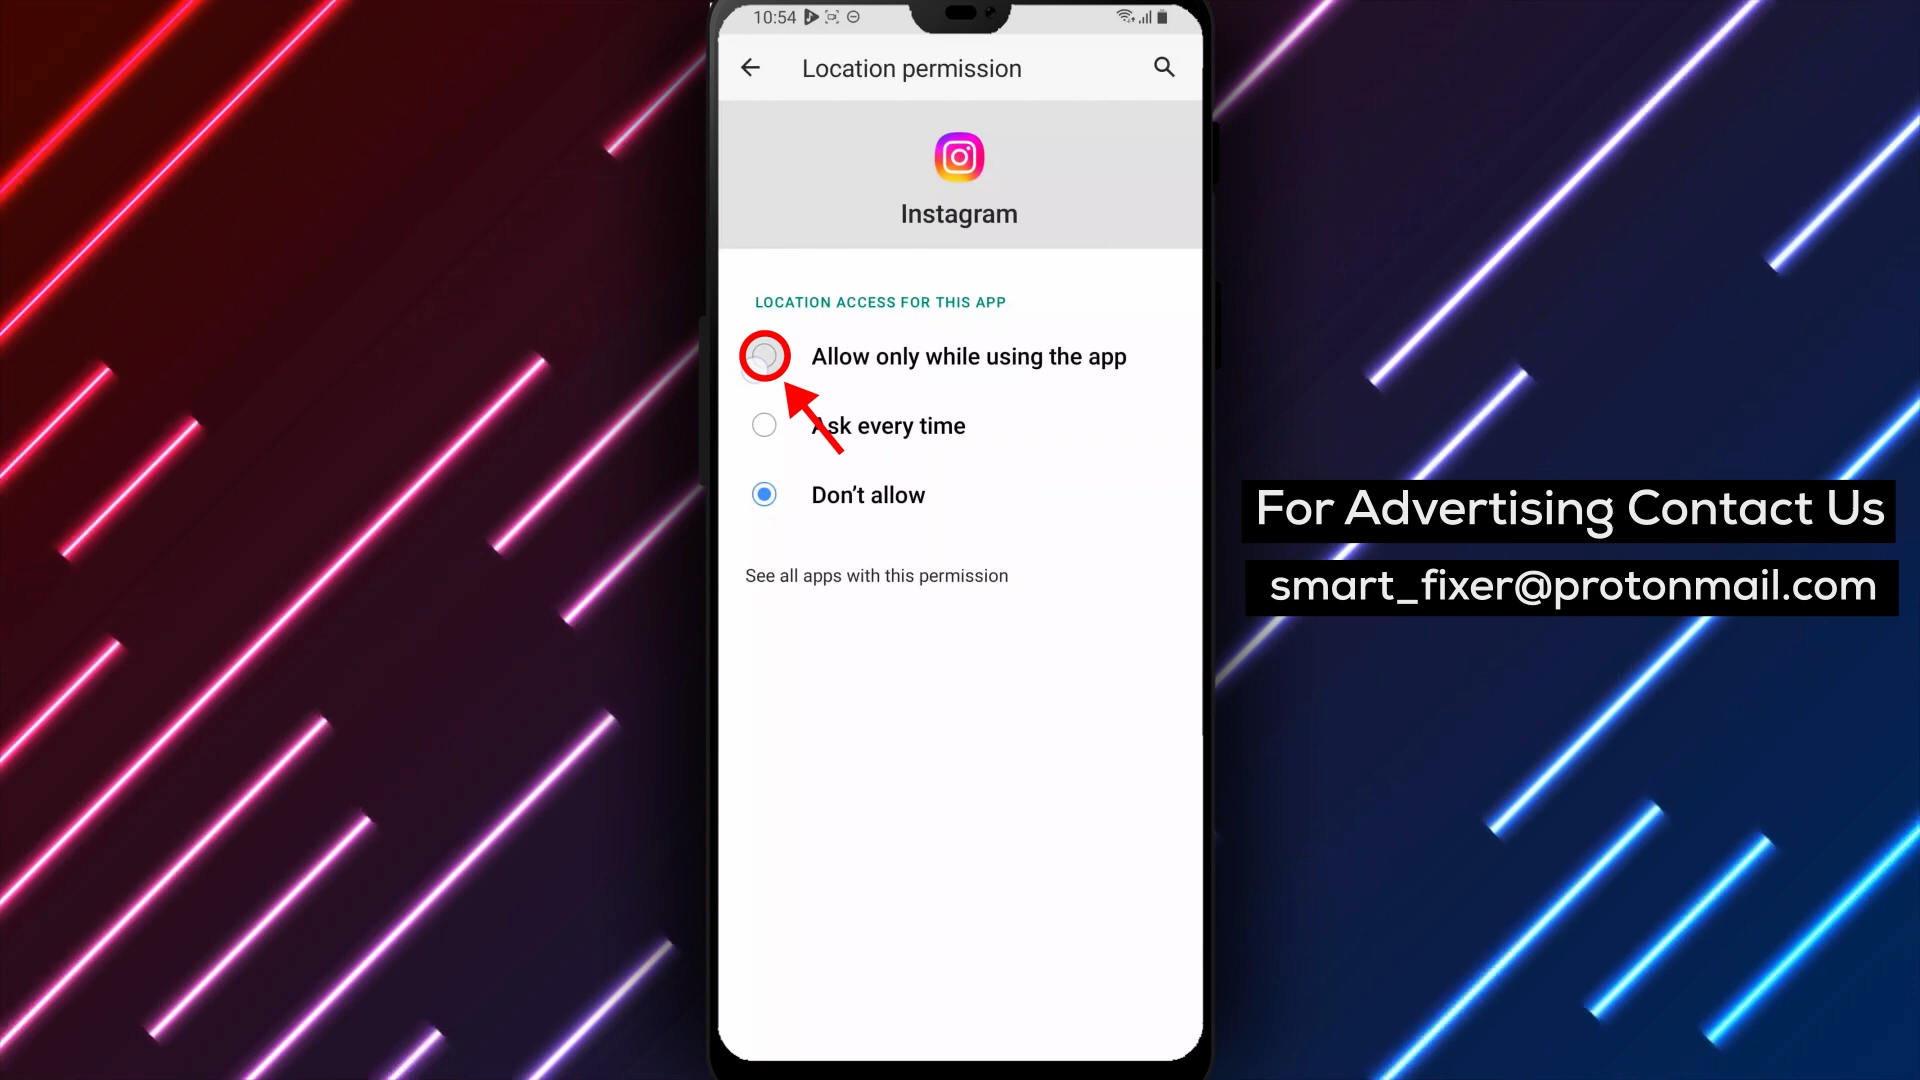 10:54
Location permission
Instagram
LOCATION ACCESS FOR THIS APP
Allow only while using the app
Ask every time
Don’t allow
See all apps with this permission
For Advertising Contact Us
smart_fixer@protonmail.com